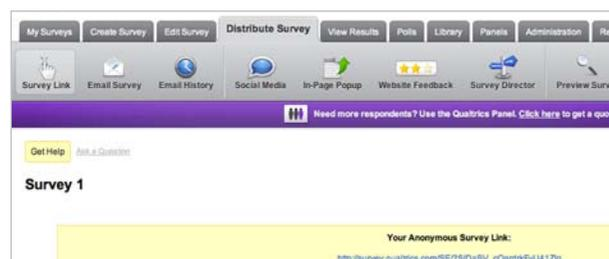 My Surveys Create Survey Edit Survey Distribute Survey View Results Polls Library Panels Administration
Survey Link Email Survey Email History Social Media In-Page Popup Website Feedback Survey Director Preview Surv
Need more respondents? Use the Qualtrics Panel. Click here to get a quo
Get Help Ask a Question
Survey 1
Your Anonymous Survey Link: